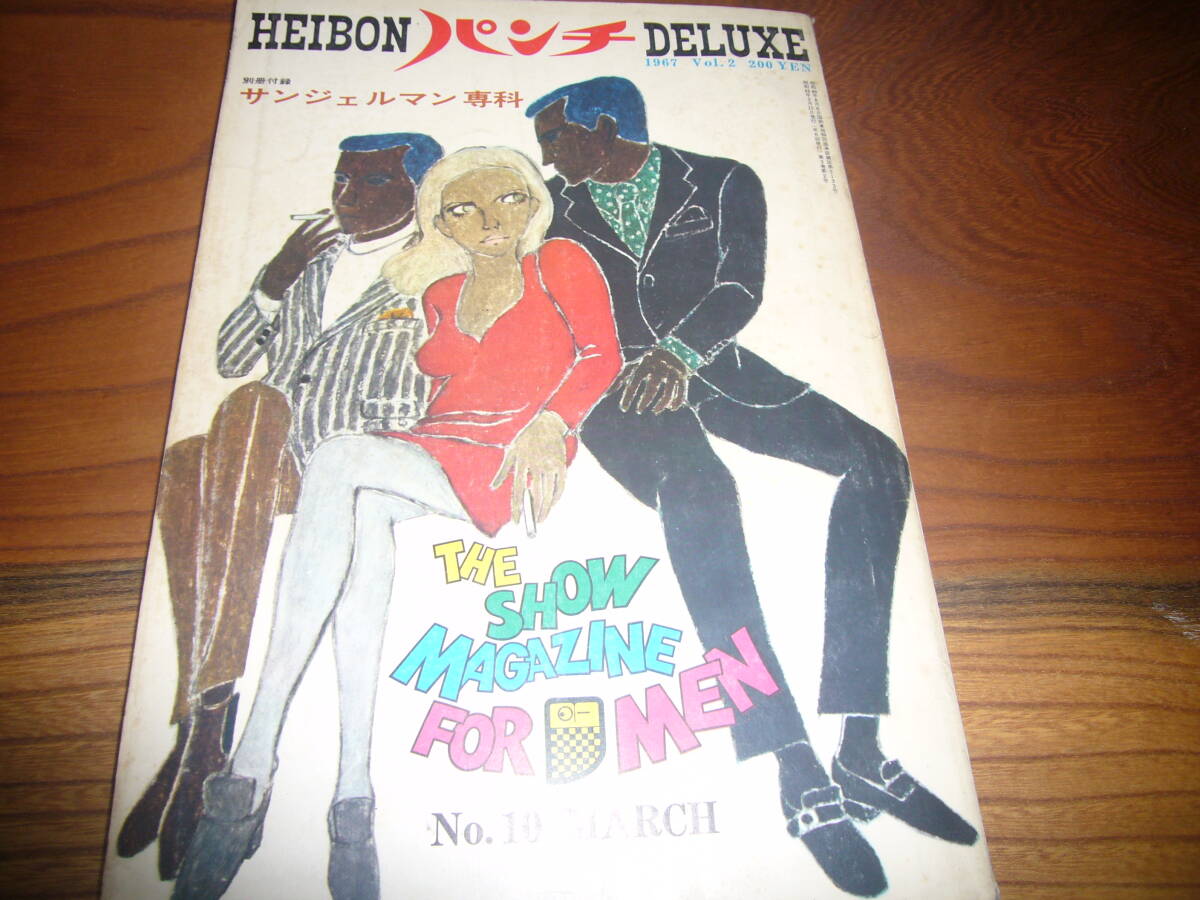 HEIBON パンチ DELUXE
1967 Vol.2 200 YEN
別冊付録
サンジェルマン専科
THE
SHOW
MAGAZINE
FOR MEN
No. 10 MARCH